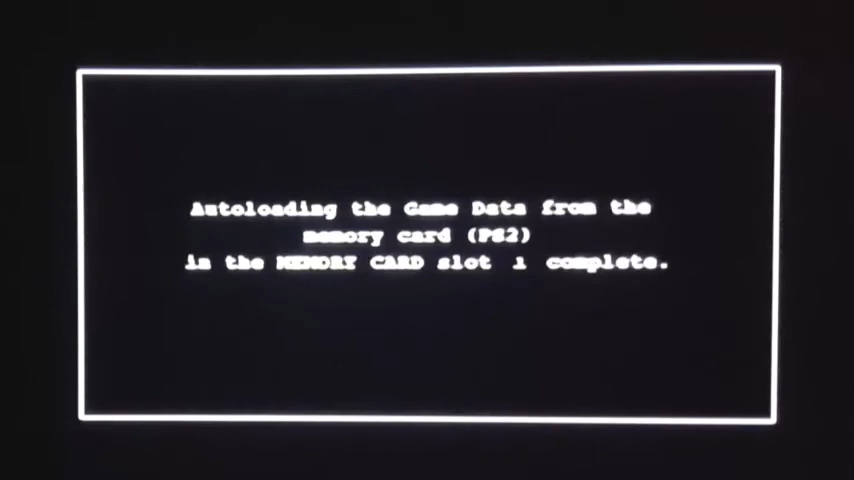 Autoloading the Game Data from the
memory card (PS2)
in the MEMORY CARD slot 1 complete.